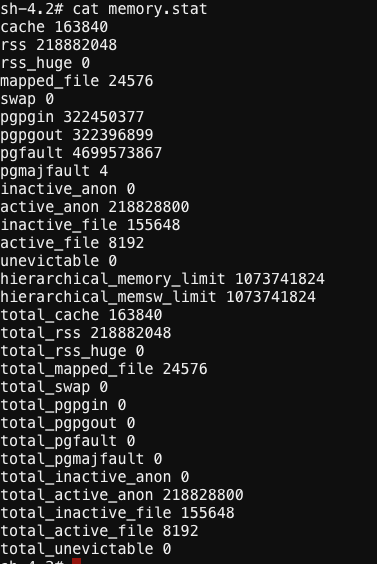 sh-4.2# cat memory.stat
cache 163840
rss 218882048
rss_huge 0
mapped_file 24576
swap 0
pgpgin 322450377
pgpgout 322396899
pgfault 4699573867
pgmajfault 4
inactive_anon 0
active_anon 218828800
inactive_file 155648
active_file 8192
unevictable 0
hierarchical_memory_limit 1073741824
hierarchical_memsw_limit 1073741824
total_cache 163840
total_rss 218882048
total_rss_huge 0
total_mapped_file 24576
total_swap 0
total_pgpgin 0
total_pgpgout 0
total_pgfault 0
total_pgmajfault 0
total_inactive_anon 0
total_active_anon 218828800
total_inactive_file 155648
total_active_file 8192
total_unevictable 0
sh-4.2#